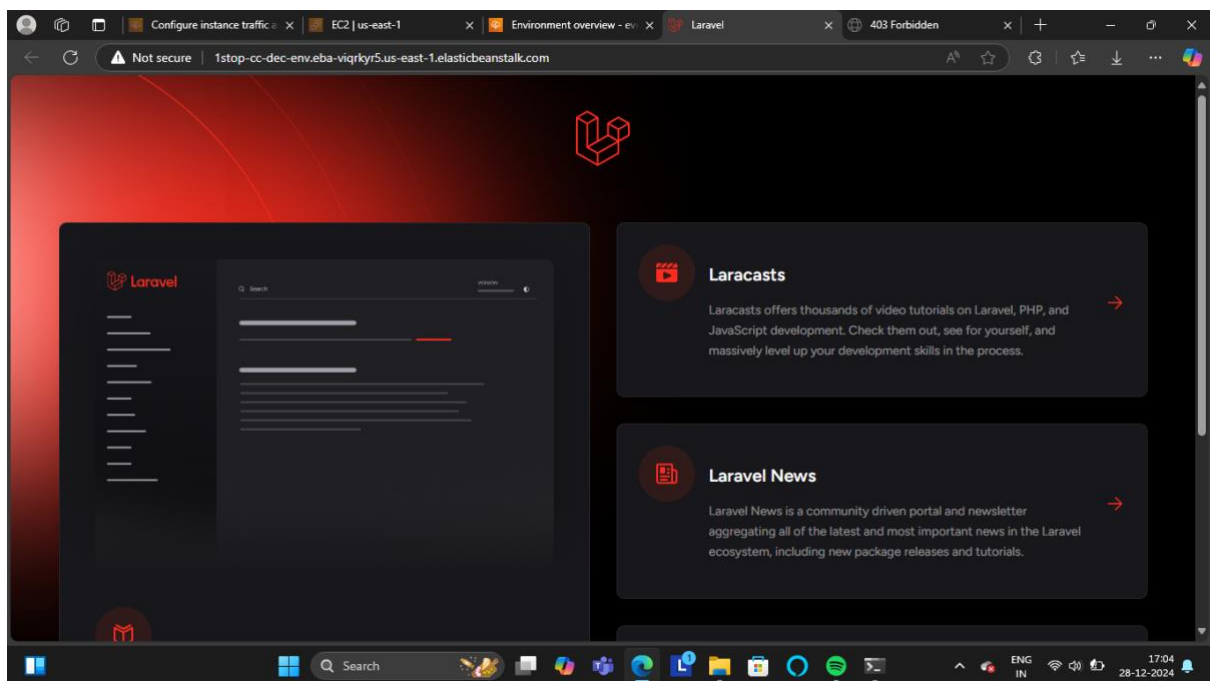 Configure instance traffic a
EC2 | us-east-1
Environment overview - ev
Laravel
403 Forbidden
Not secure
1stop-cc-dec-env.eba-viqrkyr5.us-east-1.elasticbeanstalk.com
Laravel
Search
VERSION
Laracasts
Laracasts offers thousands of video tutorials on Laravel, PHP, and
JavaScript development. Check them out, see for yourself, and
massively level up your development skills in the process.
Laravel News
Laravel News is a community driven portal and newsletter
aggregating all of the latest and most important news in the Laravel
ecosystem, including new package releases and tutorials.
Search
ENG
IN
17:04
28-12-2024